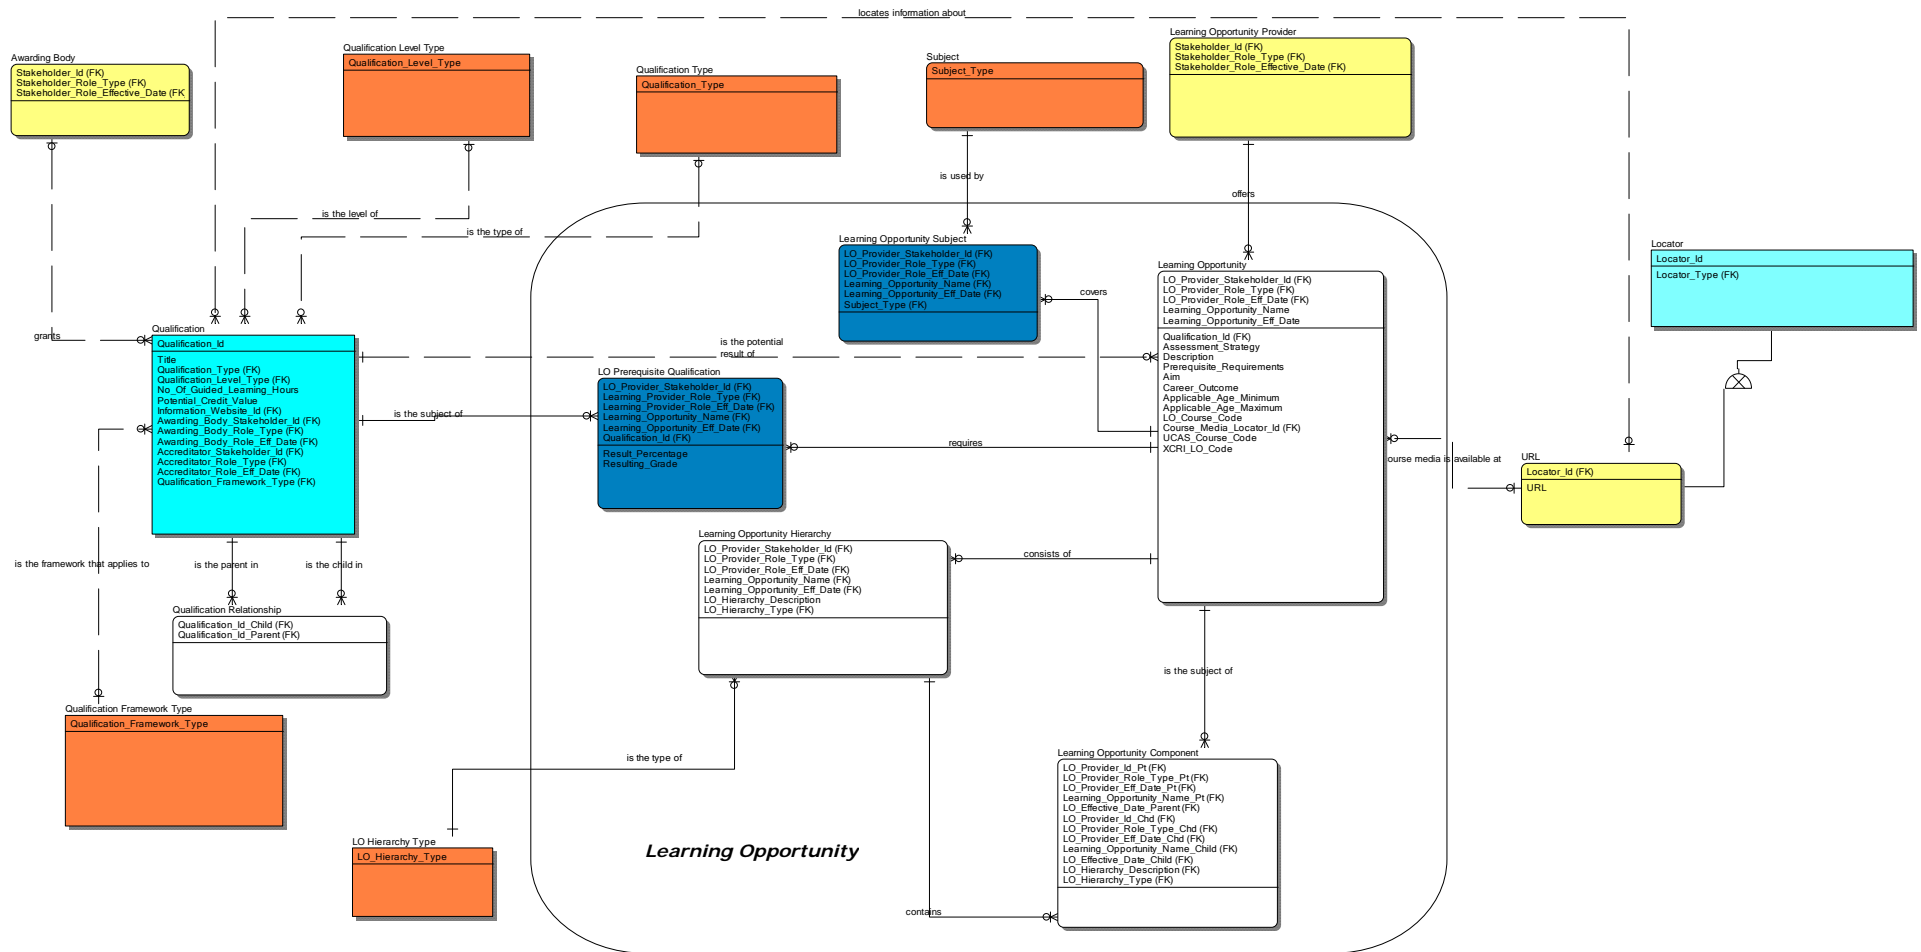 locates information about
Awarding Body
Stakeholder_Id (FK)
Stakeholder_Role_Type (FK)
Stakeholder_Role_Effective_Date (FK
Qualification Level Type
Qualification_Level_Type
Qualification Type
Qualification_Type
Subject
Subject_Type
Learning Opportunity Provider
Stakeholder_Id (FK)
Stakeholder_Role_Type (FK)
Stakeholder_Role_Effective_Date (FK)
is used by
offers
is the level of
is the type of
grants
Learning Opportunity Subject
LO_Provider_Stakeholder_Id (FK)
LO_Provider_Role_Type (FK)
LO_Provider_Role_Eff_Date (FK)
Learning_Opportunity_Name (FK)
Learning_Opportunity_Eff_Date (FK)
Subject_Type (FK)
covers
Learning Opportunity
LO_Provider_Stakeholder_Id (FK)
LO_Provider_Role_Type (FK)
LO_Provider_Role_Eff_Date (FK)
Learning_Opportunity_Name
Learning_Opportunity_Eff_Date
Qualification_Id (FK)
Assessment_Strategy
Description
Prerequisite_Requirements
Aim
Career_Outcome
Applicable_Age_Minimum
Applicable_Age_Maximum
LO_Course_Code
Course_Media_Locator_Id (FK)
UCAS_Course_Code
XCRI_LO_Code
Locator
Locator_Id
Locator_Type (FK)
Qualification
Qualification_Id
Title
Qualification_Type (FK)
Qualification_Level_Type (FK)
No_Of_Guided_Learning_Hours
Potential_Credit_Value
Information_Website_Id (FK)
Awarding_Body_Stakeholder_Id (FK)
Awarding_Body_Role_Type (FK)
Awarding_Body_Role_Eff_Date (FK)
Accreditator_Stakeholder_Id (FK)
Accreditator_Role_Type (FK)
Accreditator_Role_Eff_Date (FK)
Qualification_Framework_Type (FK)
is the potential
result of
is the subject of
LO Prerequisite Qualification
LO_Provider_Stakeholder_Id (FK)
Learning_Provider_Role_Type (FK)
Learning_Provider_Role_Eff_Date (FK)
Learning_Opportunity_Name (FK)
Learning_Opportunity_Eff_Date (FK)
Qualification_Id (FK)
Result_Percentage
Resulting_Grade
requires
ourse media is available at
URL
Locator_Id (FK)
URL
is the framework that applies to
is the parent in
is the child in
Qualification Relationship
Qualification_Id_Child (FK)
Qualification_Id_Parent (FK)
Learning Opportunity Hierarchy
LO_Provider_Stakeholder_Id (FK)
LO_Provider_Role_Type (FK)
LO_Provider_Role_Eff_Date (FK)
Learning_Opportunity_Name (FK)
Learning_Opportunity_Eff_Date (FK)
LO_Hierarchy_Description
LO_Hierarchy_Type (FK)
consists of
is the subject of
Qualification Framework Type
Qualification_Framework_Type
is the type of
Learning Opportunity Component
LO_Provider_Id_Pt (FK)
LO_Provider_Role_Type_Pt (FK)
LO_Provider_Eff_Date_Pt (FK)
Learning_Opportunity_Name_Pt (FK)
LO_Effective_Date_Parent (FK)
LO_Provider_Id_Chd (FK)
LO_Provider_Role_Type_Chd (FK)
LO_Provider_Eff_Date_Chd (FK)
Learning_Opportunity_Name_Child (FK)
LO_Effective_Date_Child (FK)
LO_Hierarchy_Description (FK)
LO_Hierarchy_Type (FK)
LO Hierarchy Type
LO_Hierarchy_Type
Learning Opportunity
contains